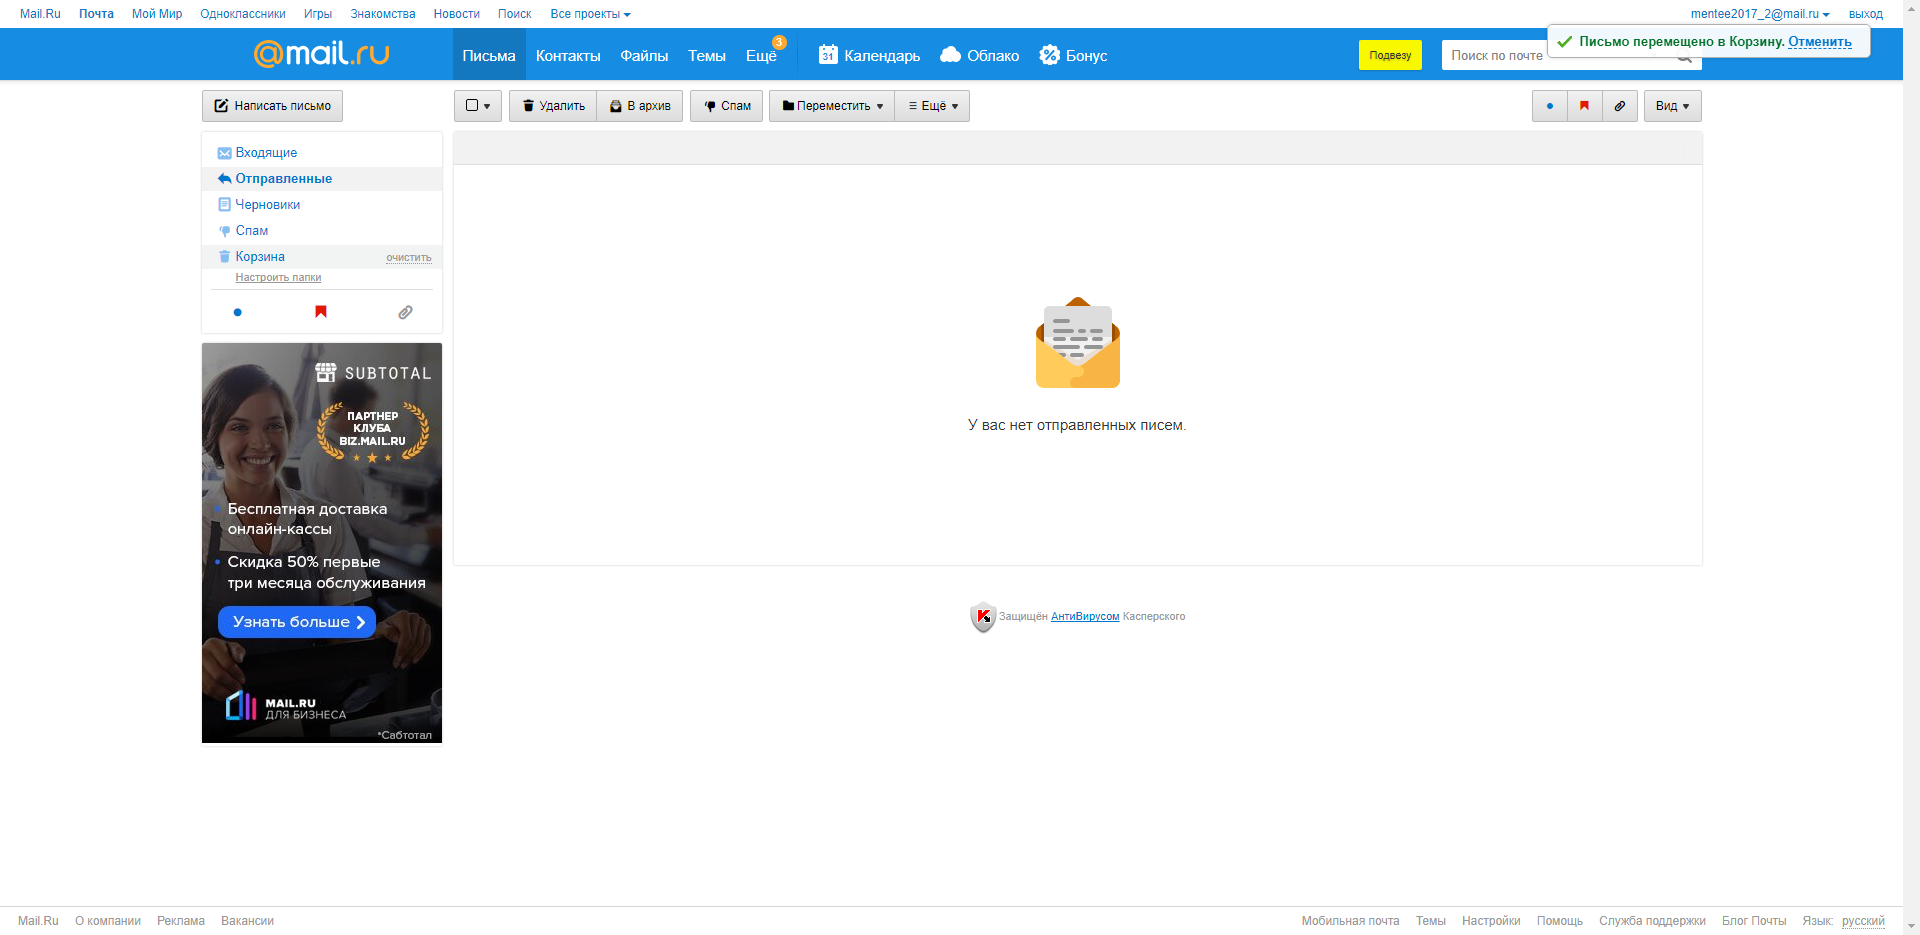 Mail.Ru Почта Мой Мир Одноклассники Игры Знакомства Новости Поиск Все проекты mentee2017_2@mail.ru выход
Письмо перемещено в Корзину. Отменить
@mail.ru Письма Контакты Файлы Темы Ещё 3 31 Календарь Облако Бонус Подвезу Поиск по почте
Написать письмо Удалить В архив Спам Переместить Ещё Вид
Входящие
Отправленные
Черновики
Спам
Корзина очистить
Настроить папки
SUBTOTAL
ПАРТНЕР
КЛУБА
BIZ.MAIL.RU
Бесплатная доставка
онлайн-кассы
Скидка 50% первые
три месяца обслуживания
Узнать больше
MAIL.RU
ДЛЯ БИЗНЕСА
*Сабтотал
У вас нет отправленных писем.
Защищён АнтиВирусом Касперского
Mail.Ru О компании Реклама Вакансии Мобильная почта Темы Настройки Помощь Служба поддержки Блог Почты Язык: русский